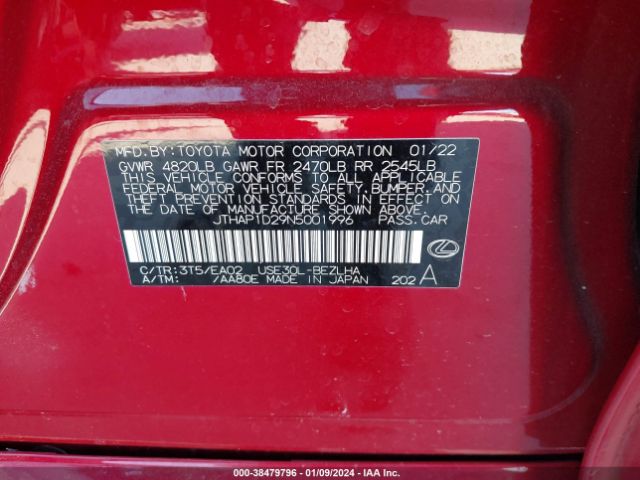 MFD.BY:TOYOTA MOTOR CORPORATION 01/22
GVWR 4820LB GAWR FR 2470LB RR 2545LB
THIS VEHICLE CONFORMS TO ALL APPLICABLE
FEDERAL MOTOR VEHICLE SAFETY,BUMPER,AND
THEFT PREVENTION STANDARDS IN EFFECT ON
THE DATE OF MANUFACTURE SHOWN ABOVE.
JTHAP1D29N5001996 PASS.CAR
C/TR:3T5/EA02 USE30L-BEZLHA
A/TM: /AA80E MADE IN JAPAN 202A
000-38479796 - 01/09/2024 - IAA Inc.